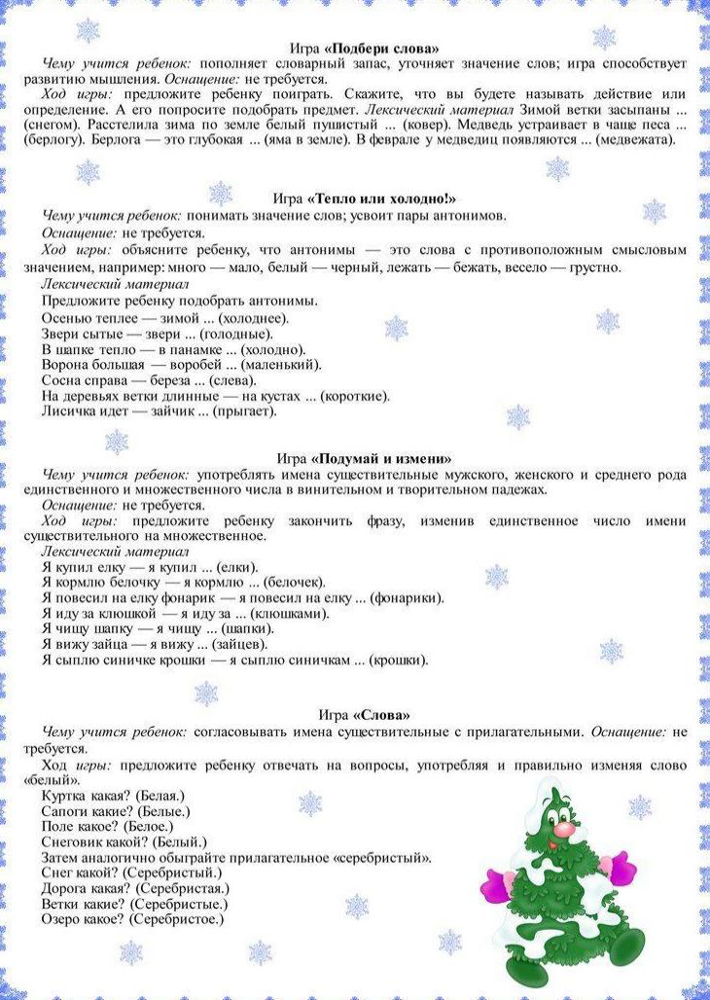 Игра «Подбери слова»
Чему учится ребенок: пополняет словарный запас, уточняет значение слов; игра способствует
развитию мышления. Оснащение: не требуется.
Ход игры: предложите ребенку поиграть. Скажите, что вы будете называть действие или
определение. А его попросите подобрать предмет. Лексический материал Зимой ветки засыпаны ...
(снегом). Расстелила зима по земле белый пушистый ... (ковер). Медведь устраивает в чаще песа ...
(берлогу). Берлога — это глубокая ... (яма в земле). В феврале у медведиц появляются ... (медвежата).
Игра «Тепло или холодно!»
Чему учится ребенок: понимать значение слов; усвоит пары антонимов.
Оснащение: не требуется.
Ход игры: объясните ребенку, что антонимы — это слова с противоположным смысловым
значением, например: много — мало, белый — черный, лежать — бежать, весело — грустно.
Лексический материал
Предложите ребенку подобрать антонимы.
Осенью теплее — зимой ... (холоднее).
Звери сытые — звери ... (голодные).
В шапке тепло — в панамке ... (холодно).
Ворона большая — воробей ... (маленький).
Сосна справа — береза ... (слева).
На деревьях ветки длинные — на кустах ... (короткие).
Лисичка идет — зайчик ... (прыгает).
Игра «Подумай и измени»
Чему учится ребенок: употреблять имена существительные мужского, женского и среднего рода
единственного и множественного числа в винительном и творительном падежах.
Оснащение: не требуется.
Ход игры: предложите ребенку закончить фразу, изменив единственное число имени
существительного на множественное.
Лексический материал
Я купил елку — я купил ... (елки).
Я кормлю белочку — я кормлю ... (белочек).
Я повесил на елку фонарик — я повесил на елку ... (фонарики).
Я иду за клюшкой — я иду за ... (клюшками).
Я чищу шапку — я чищу ... (шапки).
Я вижу зайца — я вижу ... (зайцев).
Я сыплю синичке крошки — я сыплю синичкам ... (крошки).
Игра «Слова»
Чему учится ребенок: согласовывать имена существительные с прилагательными. Оснащение: не
требуется.
Ход игры: предложите ребенку отвечать на вопросы, употребляя и правильно изменяя слово
«белый».
Куртка какая? (Белая.)
Сапоги какие? (Белые.)
Поле какое? (Белое.)
Снеговик какой? (Белый.)
Затем аналогично обыграйте прилагательное «серебристый».
Снег какой? (Серебристый.)
Дорога какая? (Серебристая.)
Ветки какие? (Серебристые.)
Озеро какое? (Серебристое.)